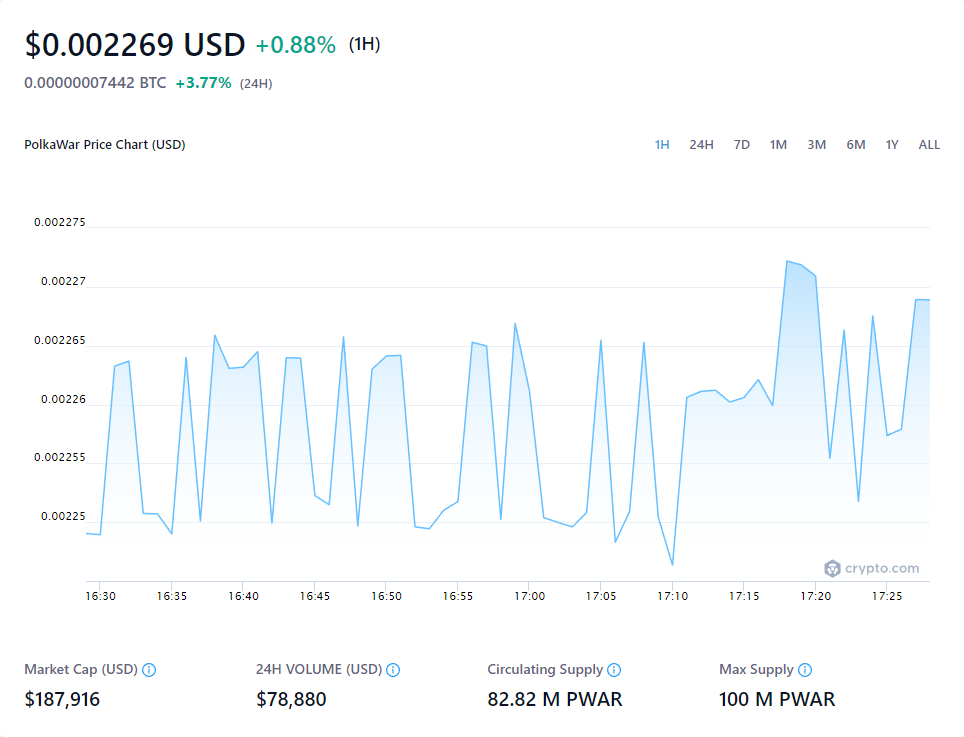 $0.002269 USD +0.88% (1H)
0.00000007442 BTC +3.77% (24H)
PolkaWar Price Chart (USD) 1H 24H 7D 1M 3M 6M 1Y ALL
0.002275
0.00227
0.002265
0.00226
0.002255
0.00225
crypto.com
16:30 16:35 16:40 16:45 16:50 16:55 17:00 17:05 17:10 17:15 17:20 17:25
Market Cap (USD) 24H VOLUME (USD) Circulating Supply Max Supply
$187,916 $78,880 82.82 M PWAR 100 M PWAR